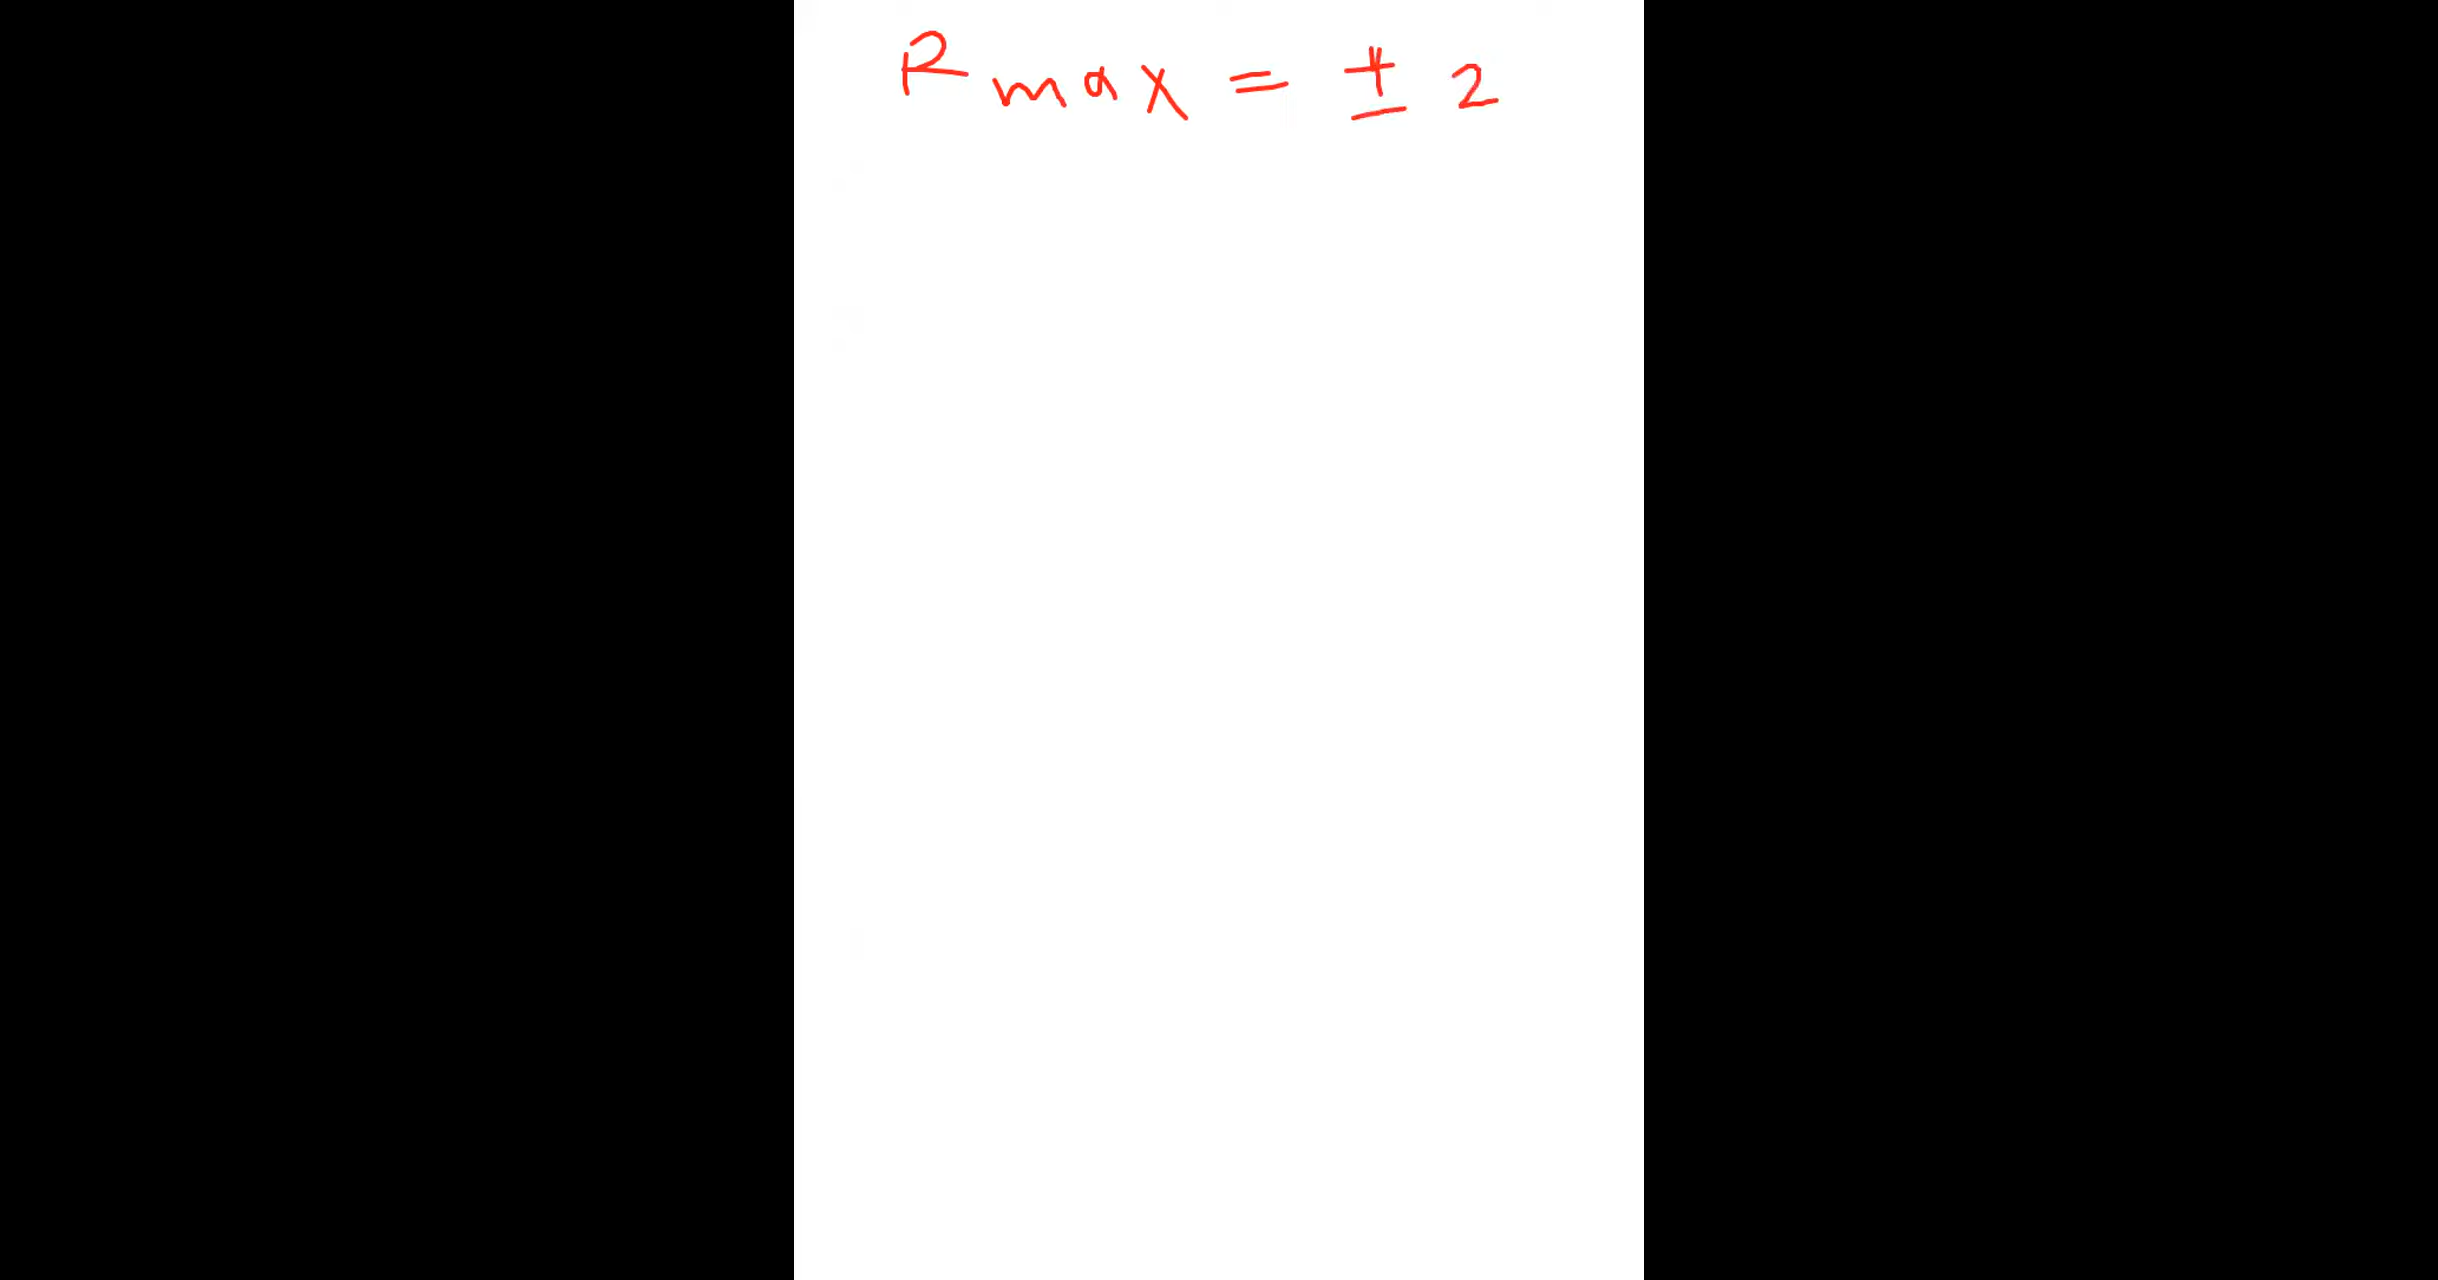 Rmax = ± 2